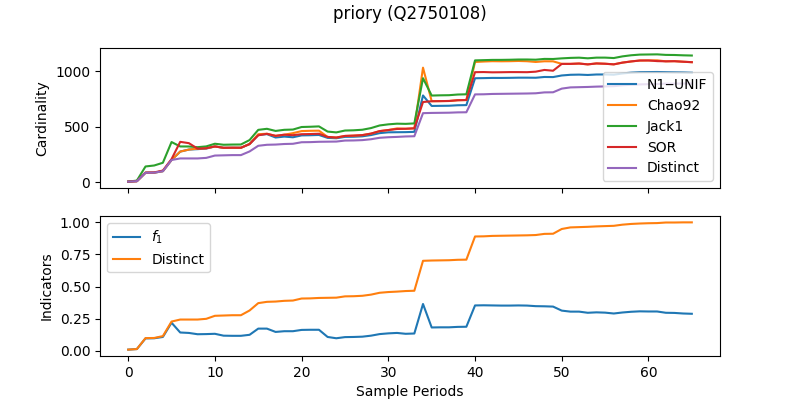 priory (Q2750108)
Cardinality
1000
500
0
N1−UNIF
Chao92
Jack1
SOR
Distinct
Indicators
1.00
0.75
0.50
0.25
0.00
f₁
Distinct
0 10 20 30 40 50 60
Sample Periods